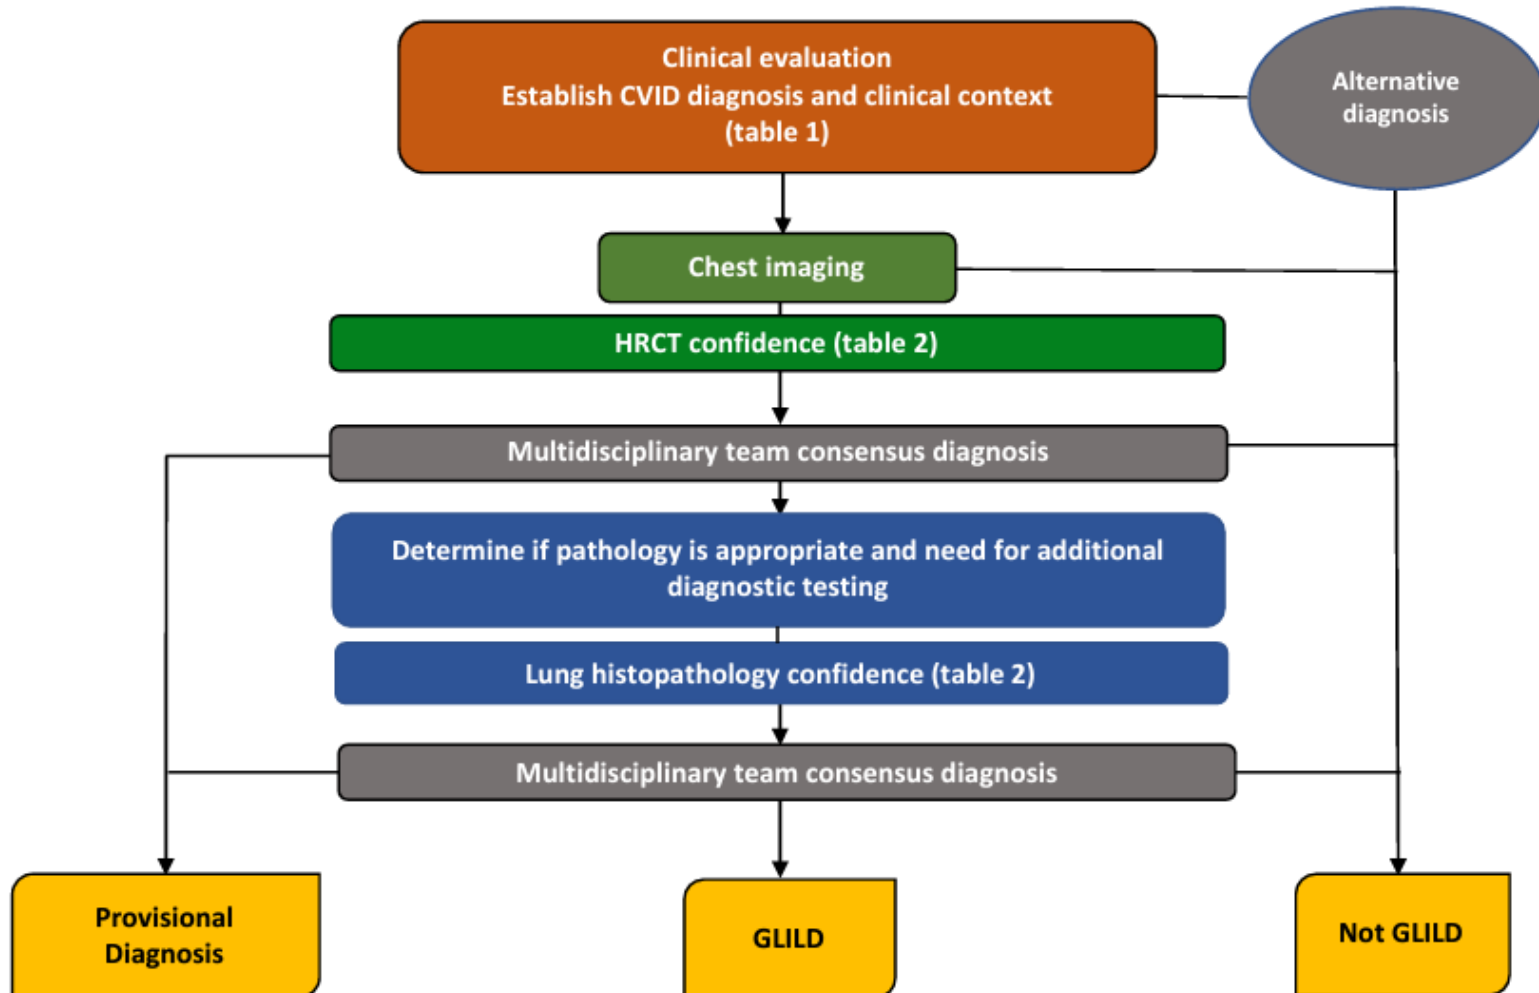 Clinical evaluation
Establish CVID diagnosis and clinical context
(table 1)
Alternative
diagnosis
Chest imaging
HRCT confidence (table 2)
Multidisciplinary team consensus diagnosis
Determine if pathology is appropriate and need for additional
diagnostic testing
Lung histopathology confidence (table 2)
Multidisciplinary team consensus diagnosis
Provisional
Diagnosis
GLILD
Not GLILD